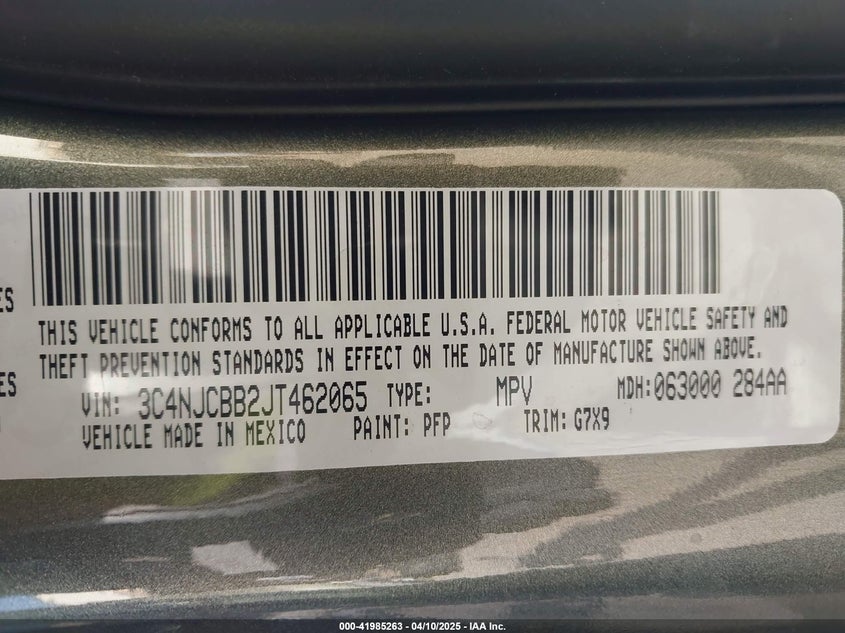 ES
THIS VEHICLE CONFORMS TO ALL APPLICABLE U.S.A. FEDERAL MOTOR VEHICLE SAFETY AND
THEFT PREVENTION STANDARDS IN EFFECT ON THE DATE OF MANUFACTURE SHOWN ABOVE.
ES
VIN: 3C4NJCBB2JT462065 TYPE: MPV MDH:063000 284AA
VEHICLE MADE IN MEXICO PAINT: PFP TRIM: G7X9
000-41985263 - 04/10/2025 - IAA Inc.